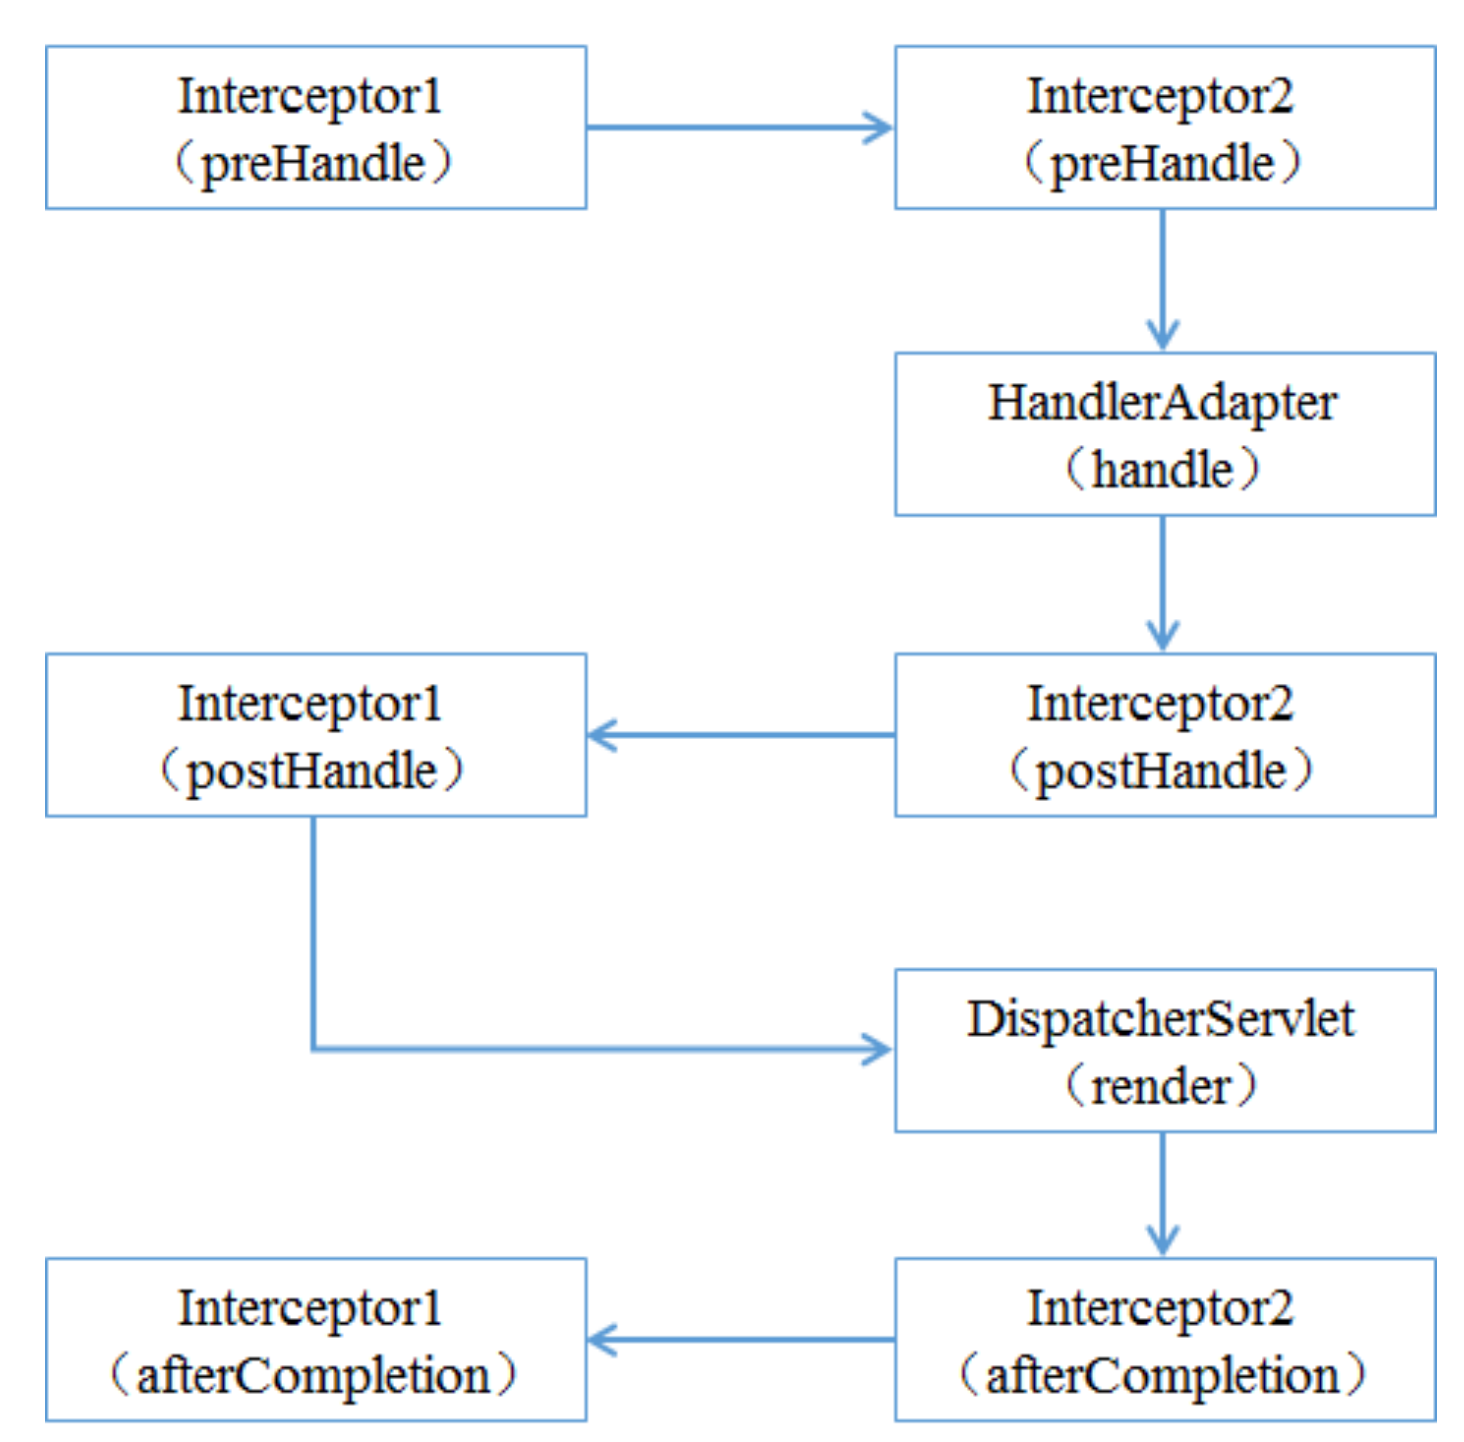 Interceptor1
（preHandle）
Interceptor2
（preHandle）
HandlerAdapter
（handle）
Interceptor2
（postHandle）
Interceptor1
（postHandle）
DispatcherServlet
（render）
Interceptor2
（afterCompletion）
Interceptor1
（afterCompletion）